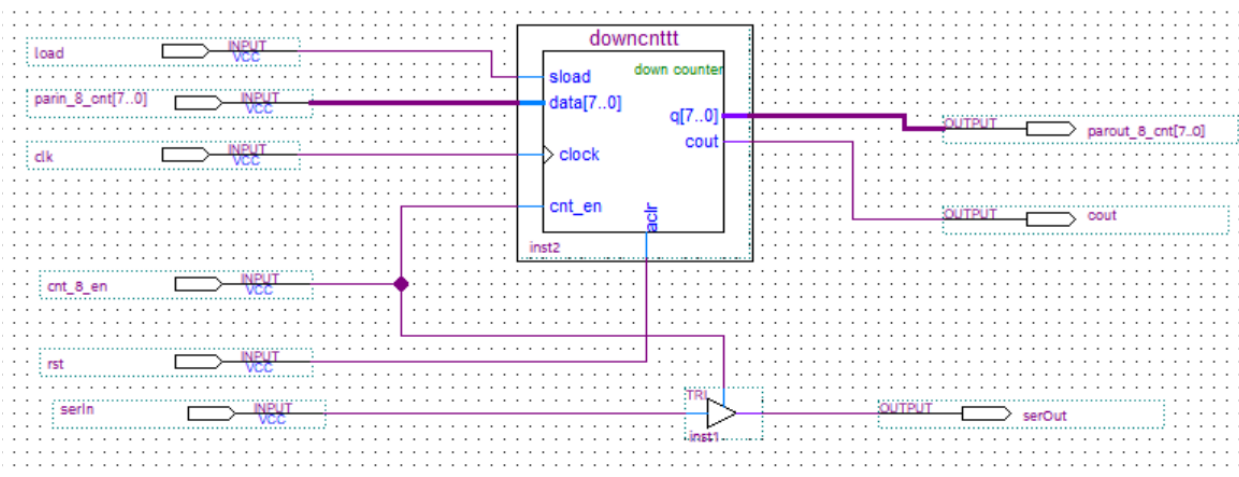 downcnttt
load
INPUT
VCC
sload
down counter
parin_8_cnt[7..0]
INPUT
VCC
data[7..0]
q[7..0]
OUTPUT
parout_8_cnt[7..0]
cout
clk
INPUT
VCC
clock
cnt_en
aclr
OUTPUT
cout
inst2
cnt_8_en
INPUT
VCC
rst
INPUT
VCC
TRI
serIn
INPUT
VCC
OUTPUT
serOut
inst1